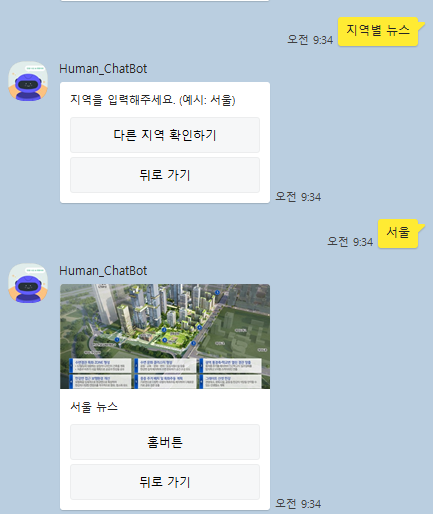 지역별 뉴스
오전 9:34
Human_ChatBot
지역을 입력해주세요. (예시: 서울)
다른 지역 확인하기
뒤로 가기
오전 9:34
서울
오전 9:34
Human_ChatBot
서울 뉴스
홈버튼
뒤로 가기
오전 9:34